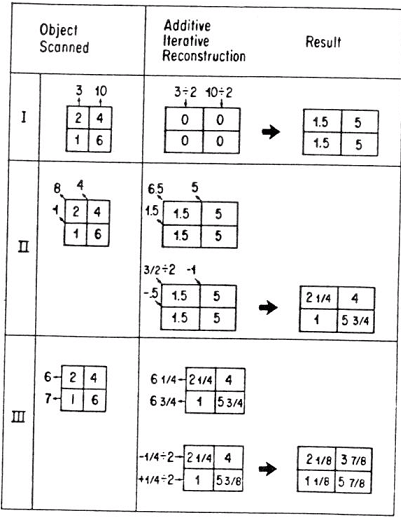 Object Scanned
Additive Iterative Reconstruction
Result
I
3 10
2 4
1 6
3÷2 10÷2
0 0
0 0
1.5 5
1.5 5
II
8 4
2 4
1
1 6
6.5 5
1.5 1.5 5
1.5 5
3/2÷2 -1
-.5 1.5 5
1.5 5
2 1/4 4
1 5 3/4
III
6 2 4
7 1 6
6 1/4 2 1/4 4
6 3/4 1 5 3/4
-1/4÷2 2 1/4 4
+1/4÷2 1 5 3/8
2 1/8 3 7/8
1 1/8 5 7/8